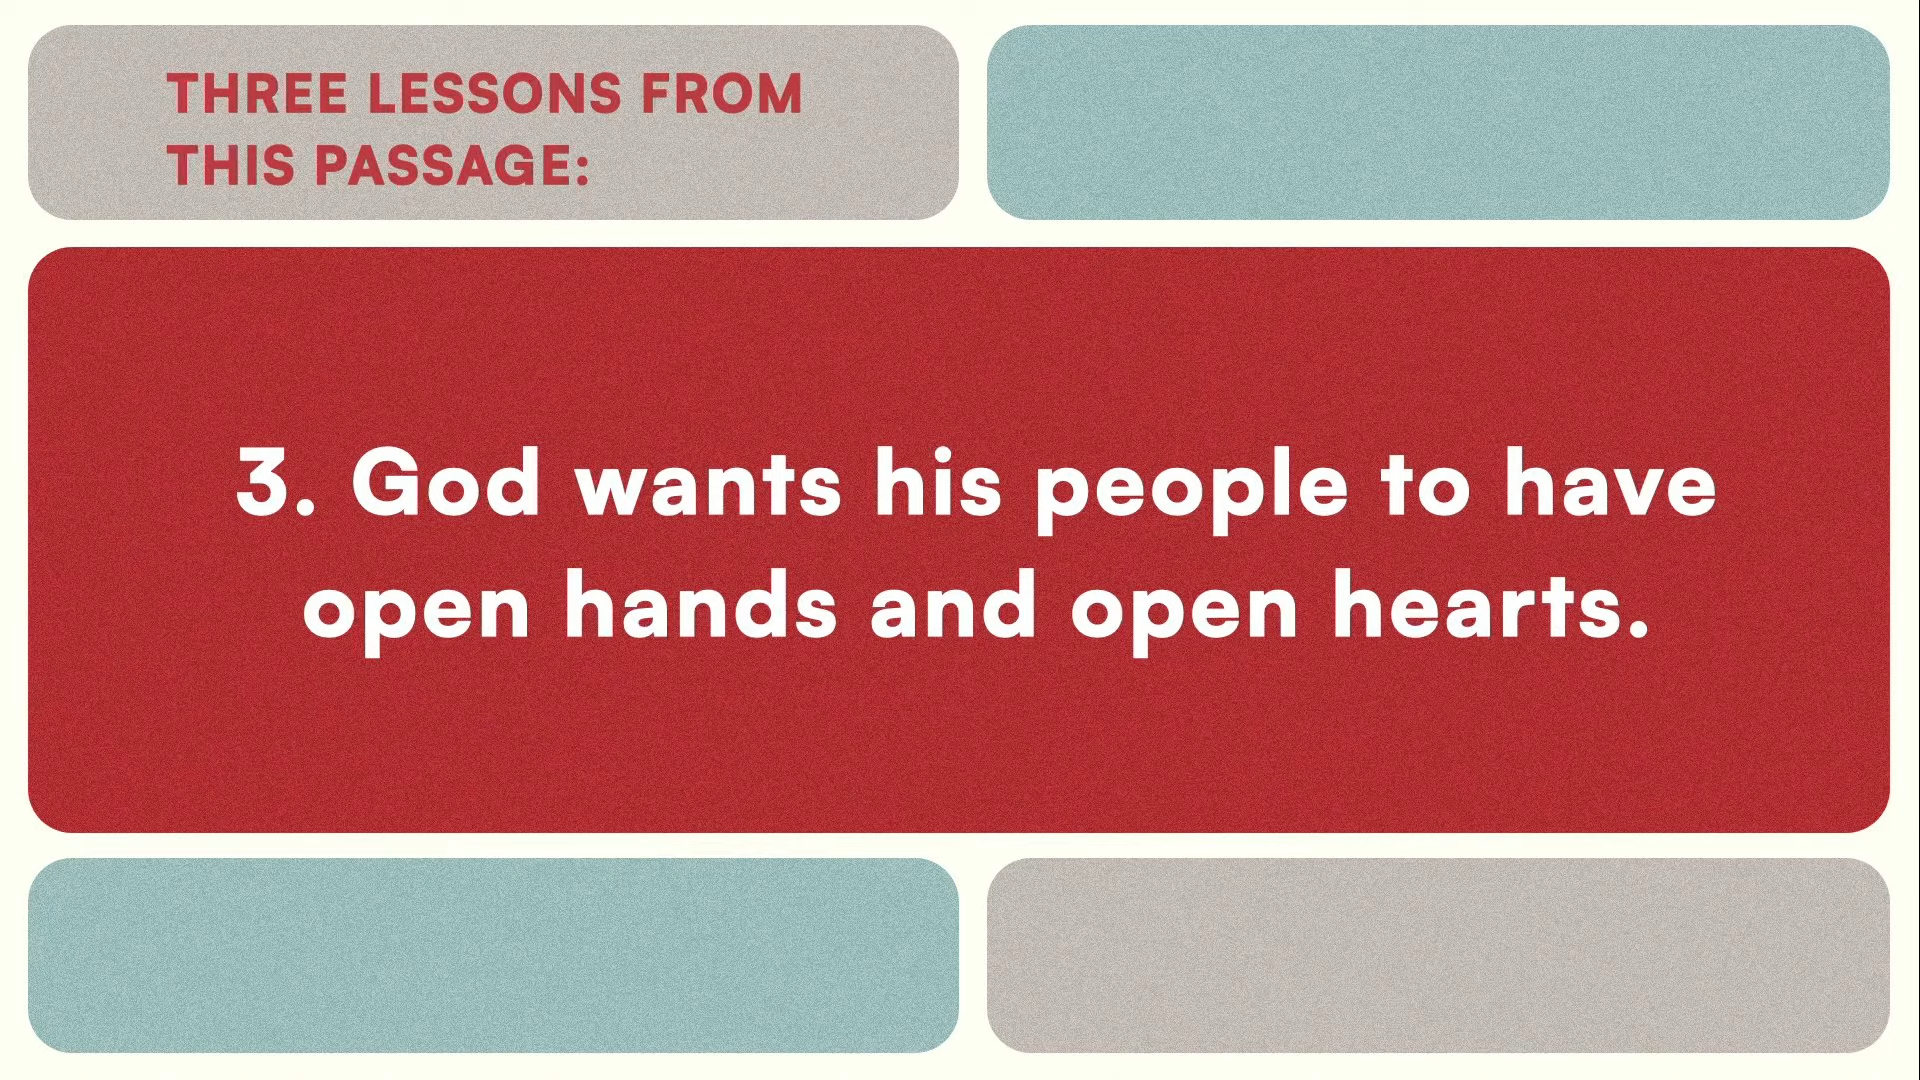 THREE LESSONS FROM
THIS PASSAGE:
3. God wants his people to have
open hands and open hearts.